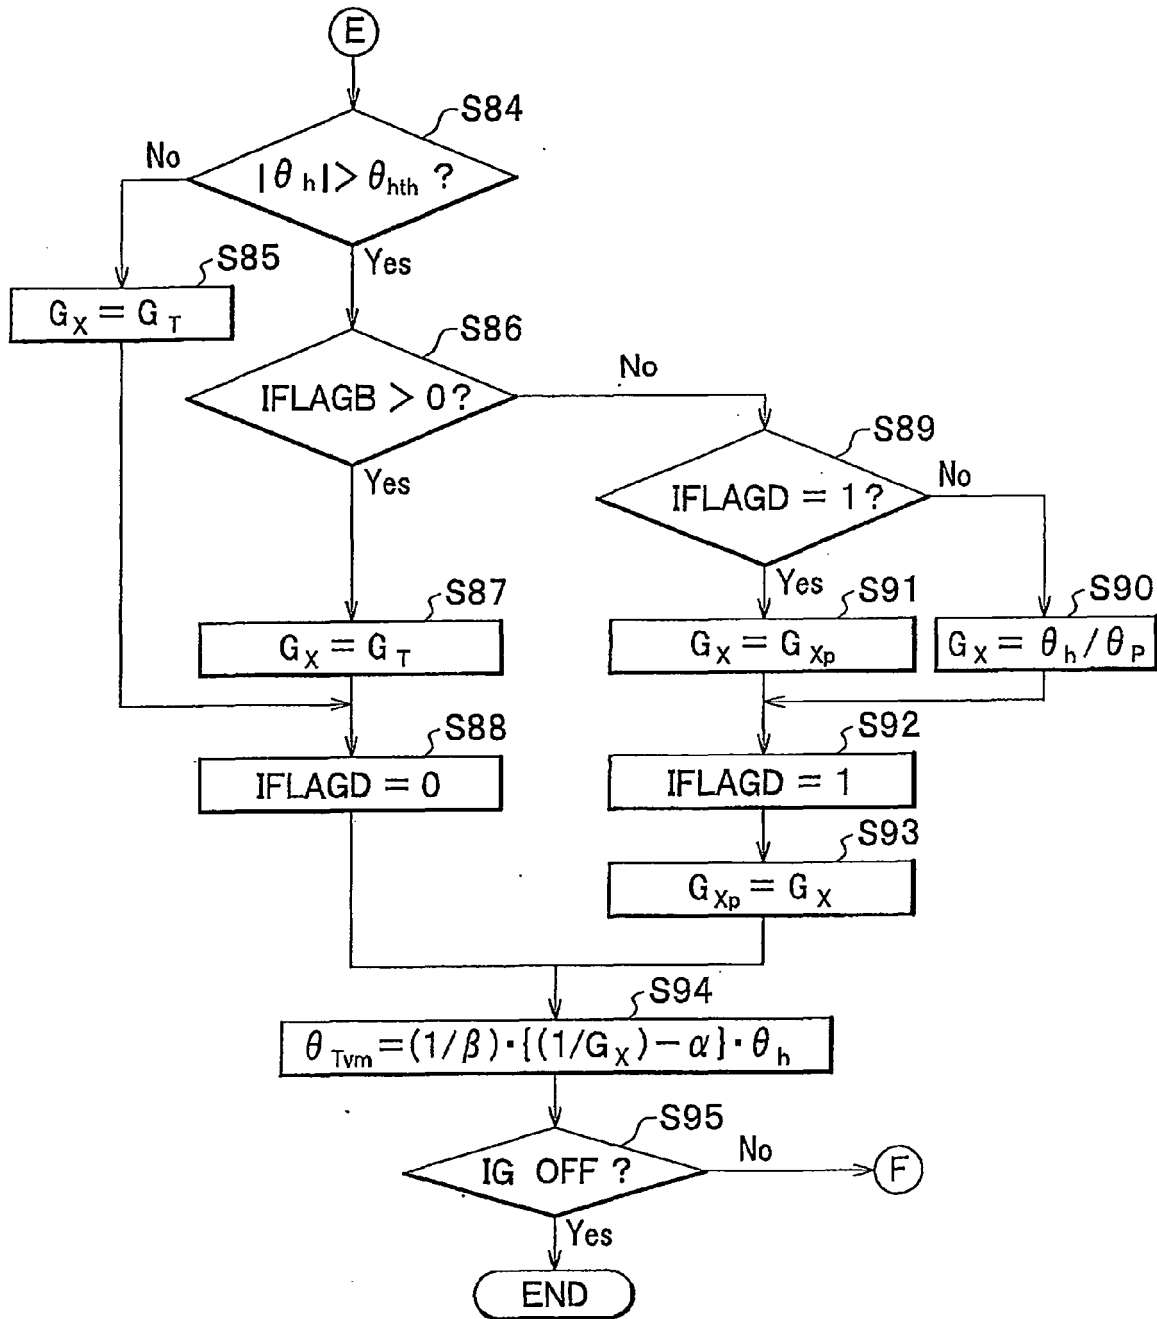 E
S84
No
|θh| > θhth ?
Yes
S85
GX = GT
S86
No
IFLAGB > 0?
Yes
S89
No
IFLAGD = 1?
Yes
S87
GX = GT
S91
GX = GXp
S90
GX = θh/θP
S88
IFLAGD = 0
S92
IFLAGD = 1
S93
GXp = GX
S94
θTvm=(1/β)・{(1/GX)−α}・θh
S95
No
IG OFF ?
F
Yes
END